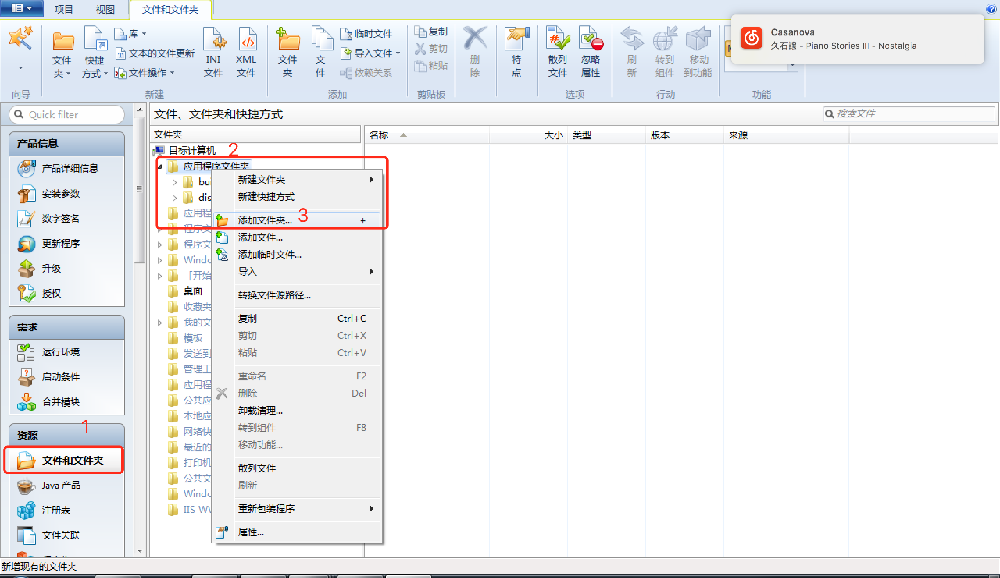 项目
视图
文件和文件夹
文件
夹
快捷
方式
库
文本的文件更新
文件操作
INI
文件
XML
文件
文件
夹
文
件
临时文件
导入文件
依赖关系
复制
剪切
粘贴
删
除
特
点
散列
文件
忽略
属性
刷
新
转到
组件
移动
到功能
向导
新建
添加
剪贴板
选项
行动
功能
Casanova
久石譲 - Piano Stories III - Nostalgia
Quick filter
产品信息
产品详细信息
安装参数
数字签名
更新程序
升级
授权
需求
运行环境
启动条件
合并模块
1
资源
文件和文件夹
Java 产品
注册表
文件关联
文件、文件夹和快捷方式
搜索文件
文件夹
名称
大小
类型
版本
来源
目标计算机
2
应用程序文件夹
bu
dis
应用程
程序文
程序文
Windo
[开始
桌面
收藏夹
我的文
模板
发送到
管理工
应用程
公共应
本地应
网络快
最近的
打印机
公共文
Windo
IIS WW
新建文件夹
新建快捷方式
3
添加文件夹... +
添加文件...
添加临时文件...
导入
转换文件源路径...
复制 Ctrl+C
剪切 Ctrl+X
粘贴 Ctrl+V
重命名 F2
删除 Del
卸载清理...
转到组件 F8
移动功能...
散列文件
刷新
重新包装程序
属性...
新增现有的文件夹